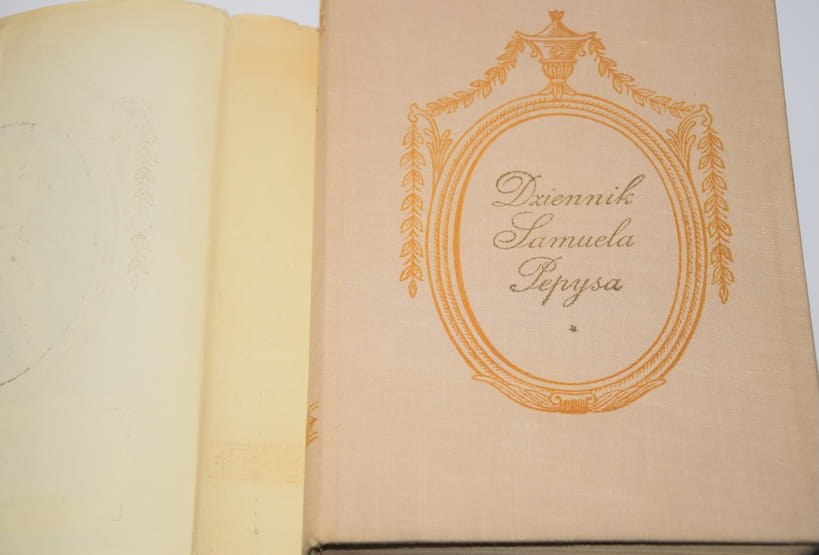 Dziennik
Samuela
Pepysa
*